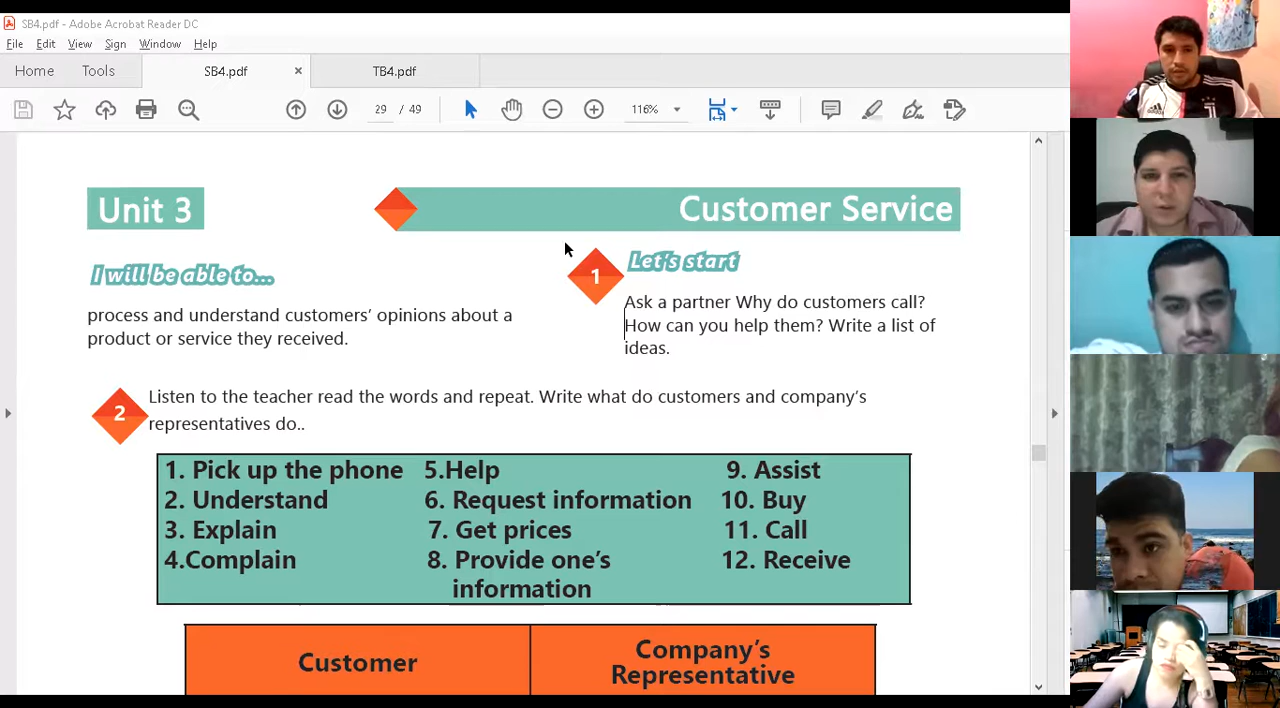 SB4.pdf - Adobe Acrobat Reader DC
File Edit View Sign Window Help
Home Tools SB4.pdf × TB4.pdf
29 / 49 116%
Unit 3 Customer Service
I will be able to...
process and understand customers' opinions about a
product or service they received.
1 Let's start
Ask a partner Why do customers call?
How can you help them? Write a list of
ideas.
2 Listen to the teacher read the words and repeat. Write what do customers and company's
representatives do..
1. Pick up the phone 5.Help 9. Assist
2. Understand 6. Request information 10. Buy
3. Explain 7. Get prices 11. Call
4.Complain 8. Provide one's 12. Receive
information
Customer Company's
Representative